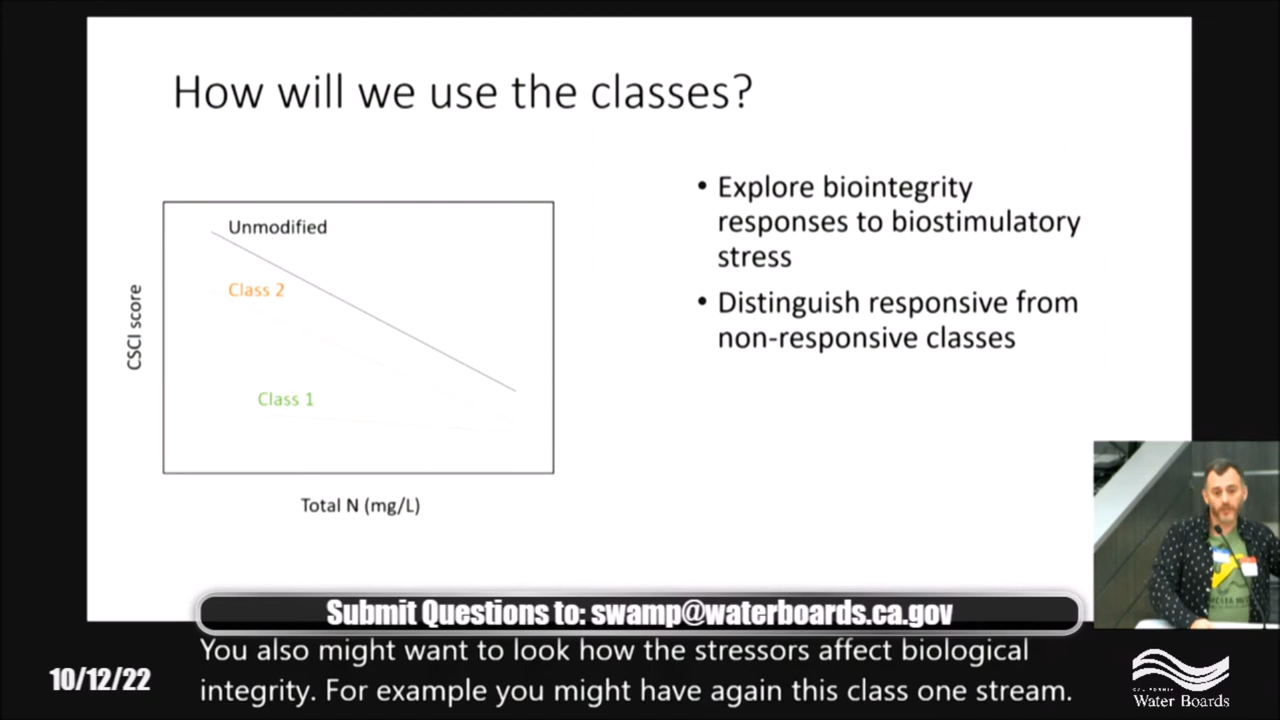 How will we use the classes?
Unmodified
Class 2
Class 1
CSCI score
Total N (mg/L)
• Explore biointegrity
responses to biostimulatory
stress
• Distinguish responsive from
non-responsive classes
Submit Questions to: swamp@waterboards.ca.gov
You also might want to look how the stressors affect biological
integrity. For example you might have again this class one stream.
10/12/22
CALIFORNIA
Water Boards